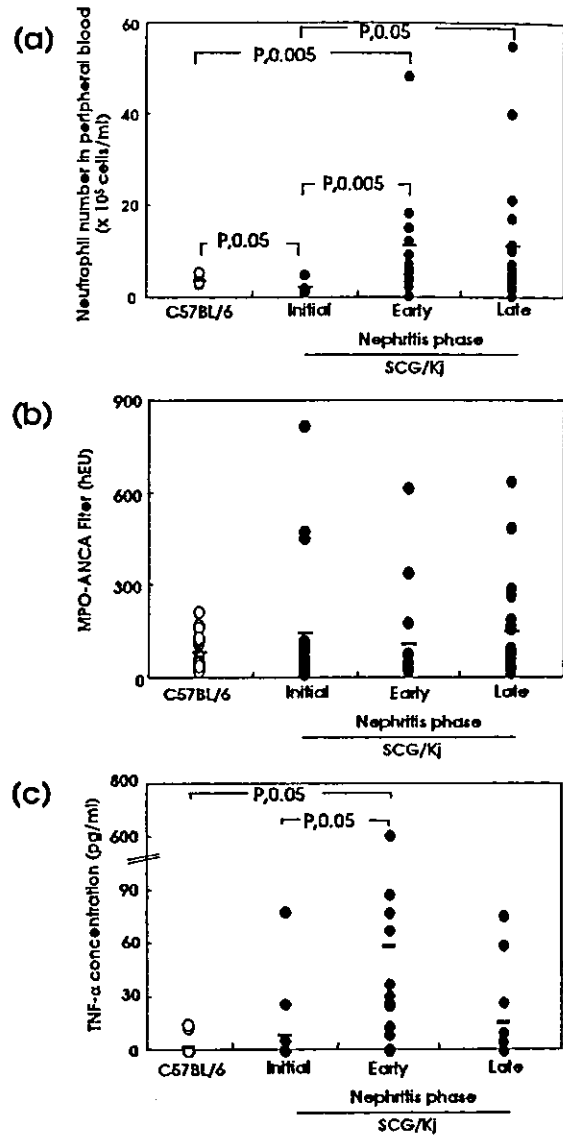 (a)
Neutrophil number in peripheral blood
(x 10⁵ cells/ml)
60
40
20
0
P,0.05
P,0.005
P,0.005
P,0.05
C57BL/6 Initial Early Late
Nephritis phase
SCG/Kj
(b)
MPO-ANCA Fiter (hEU)
900
600
300
0
C57BL/6 Initial Early Late
Nephritis phase
SCG/Kj
(c)
TNF-α concentration (pg/ml)
800
600
90
60
30
0
P,0.05
P,0.05
C57BL/6 Initial Early Late
Nephritis phase
SCG/Kj